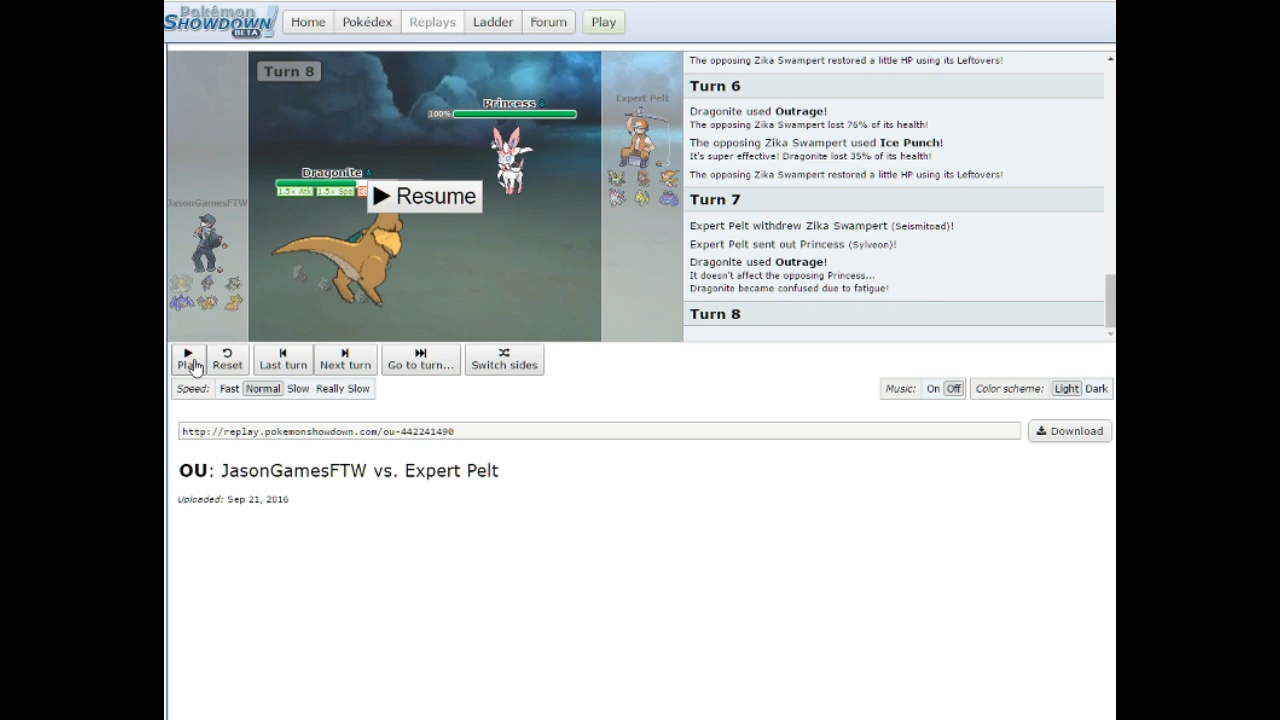 Pokémon
SHOWDOWN!
BETA
Home
Pokédex
Replays
Ladder
Forum
Play
Turn 8
Princess
100%
Dragonite
1.5× Atk
1.5× Spe
Resume
JasonGamesFTW
Expert Pelt
The opposing Zika Swampert restored a little HP using its Leftovers!
Turn 6
Dragonite used Outrage!
The opposing Zika Swampert lost 76% of its health!
The opposing Zika Swampert used Ice Punch!
It's super effective! Dragonite lost 35% of its health!
The opposing Zika Swampert restored a little HP using its Leftovers!
Turn 7
Expert Pelt withdrew Zika Swampert (Seismitoad)!
Expert Pelt sent out Princess (Sylveon)!
Dragonite used Outrage!
It doesn't affect the opposing Princess...
Dragonite became confused due to fatigue!
Turn 8
Play
Reset
Last turn
Next turn
Go to turn...
Switch sides
Speed: Fast Normal Slow Really Slow
Music: On Off
Color scheme: Light Dark
http://replay.pokemonshowdown.com/ou-442241490
Download
OU: JasonGamesFTW vs. Expert Pelt
Uploaded: Sep 21, 2016